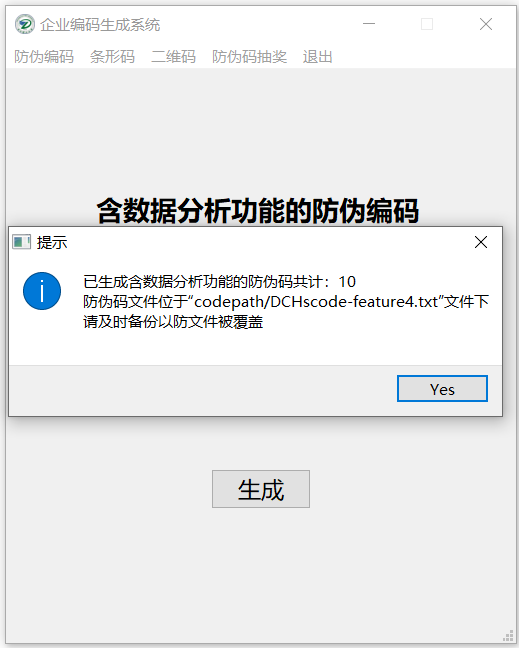 企业编码生成系统
防伪编码 条形码 二维码 防伪码抽奖 退出
含数据分析功能的防伪编码
提示
已生成含数据分析功能的防伪码共计：10
防伪码文件位于“codepath/DCHscode-feature4.txt”文件下
请及时备份以防文件被覆盖
Yes
生成